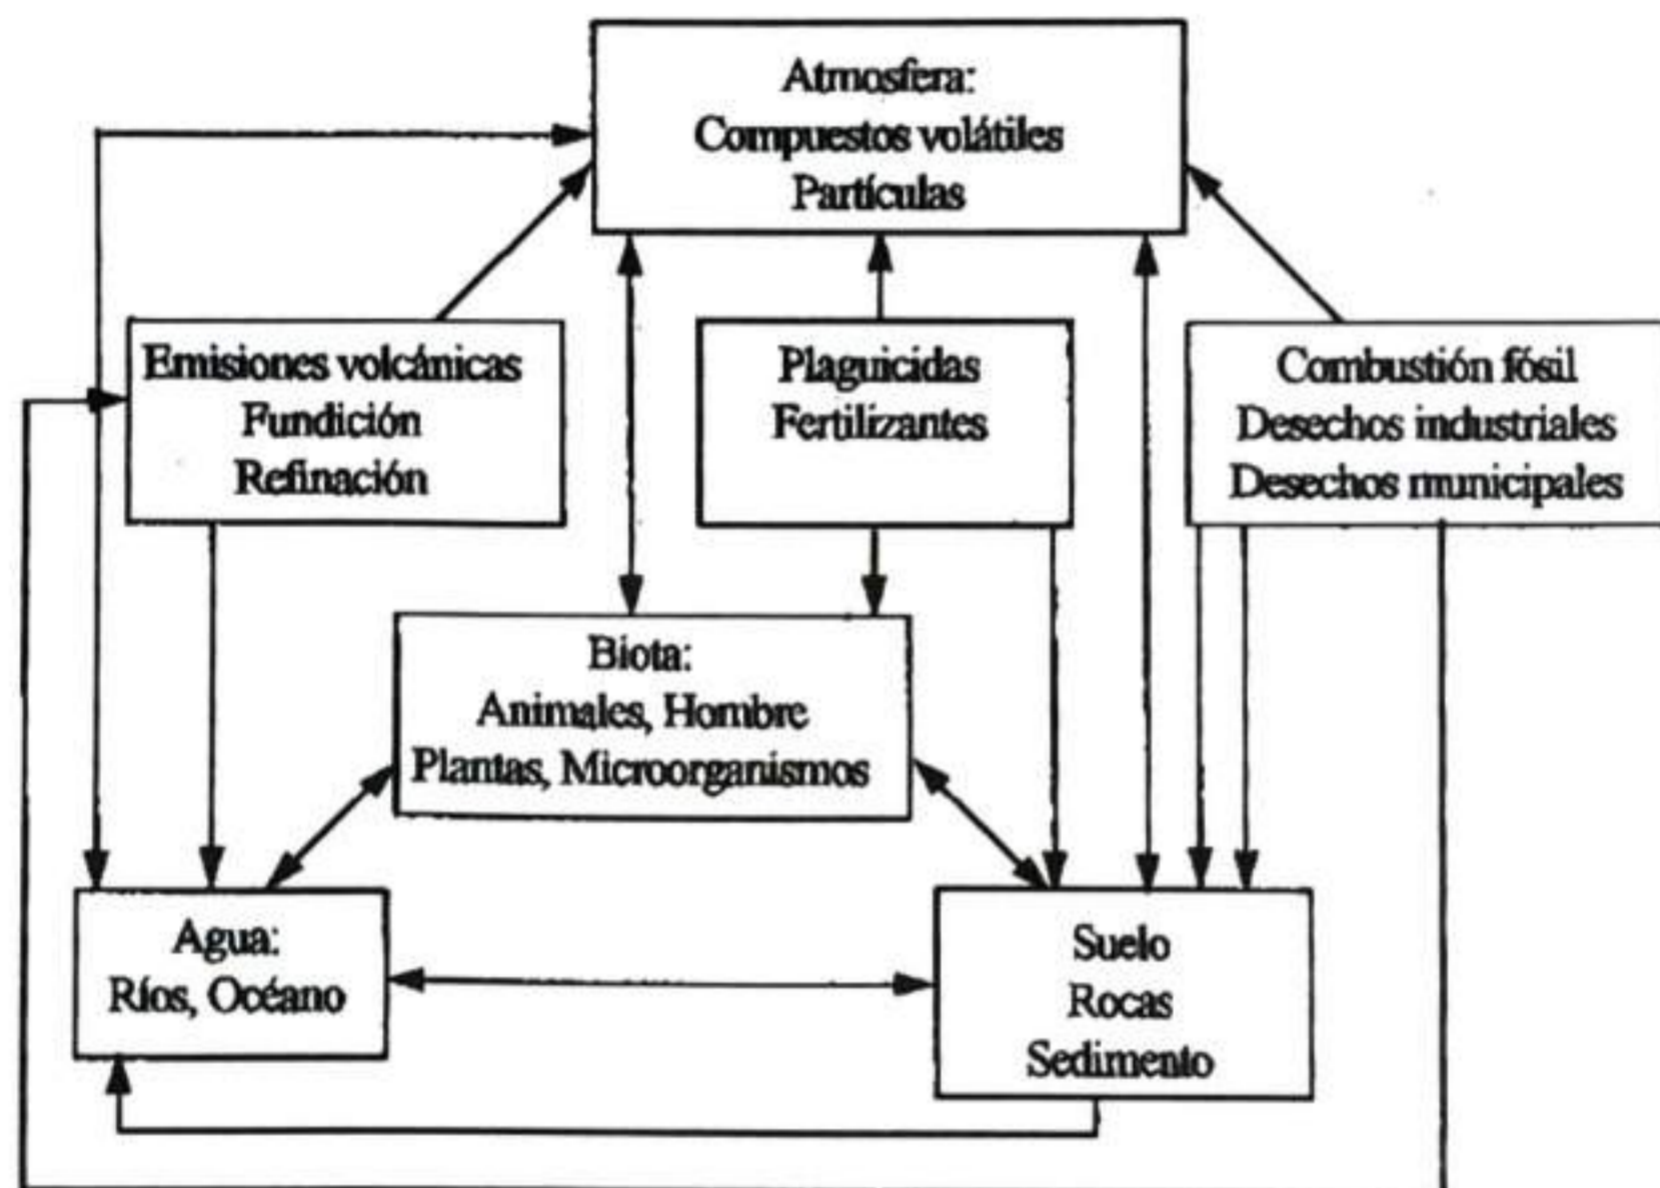 Atmosfera:
Compuestos volátiles
Partículas
Emisiones volcánicas
Fundición
Refinación
Plaguicidas
Fertilizantes
Combustión fósil
Desechos industriales
Desechos municipales
Biota:
Animales, Hombre
Plantas, Microorganismos
Agua:
Ríos, Océano
Suelo
Rocas
Sedimento